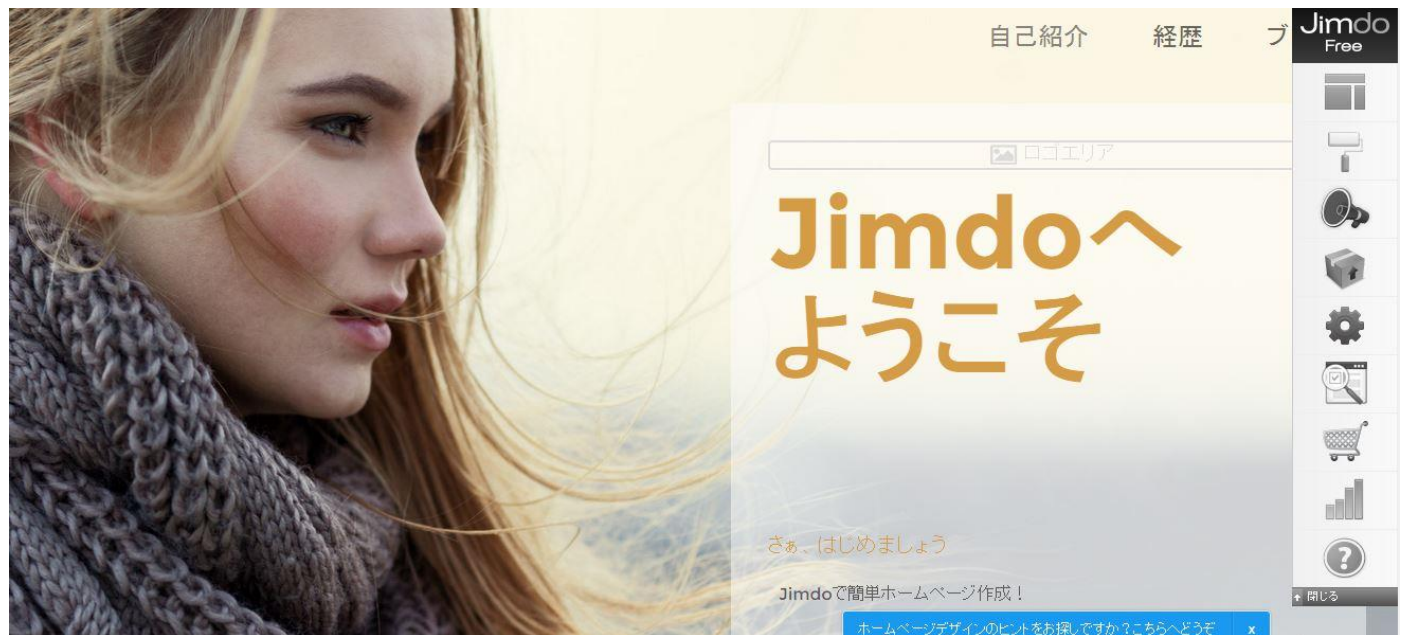 自己紹介 経歴 ブ
Jimdo
Free
ロゴエリア
Jimdoへ
ようこそ
さぁ、はじめましょう
Jimdoで簡単ホームページ作成！
閉じる
ホームページデザインのヒントをお探しですか？こちらへどうぞ x